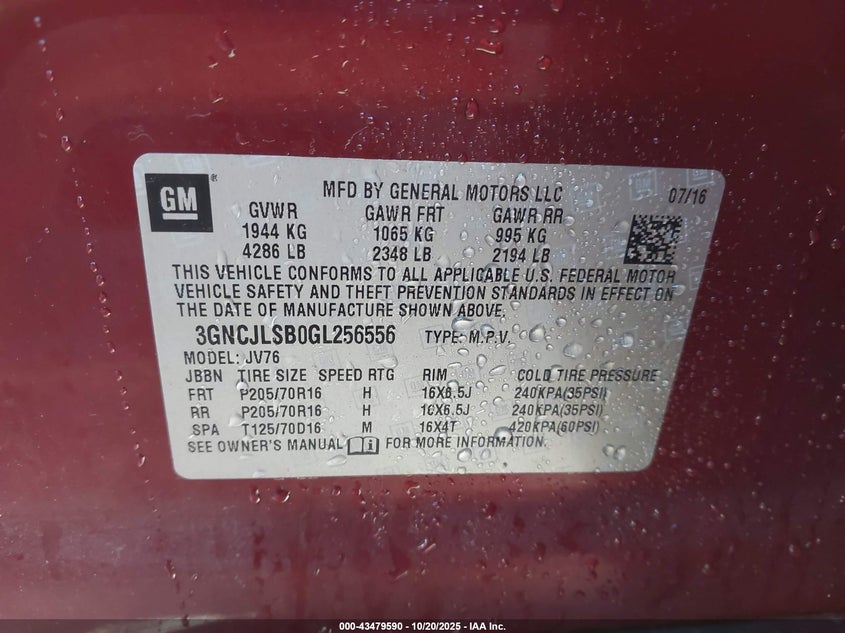 GM ®
MFD BY GENERAL MOTORS LLC 07/16
GVWR GAWR FRT GAWR RR
1944 KG 1065 KG 995 KG
4286 LB 2348 LB 2194 LB
THIS VEHICLE CONFORMS TO ALL APPLICABLE U.S. FEDERAL MOTOR
VEHICLE SAFETY AND THEFT PREVENTION STANDARDS IN EFFECT ON
THE DATE OF MANUFACTURE SHOWN ABOVE.
3GNCJLSB0GL256556 TYPE: M.P.V.
MODEL: JV76
JBBN TIRE SIZE SPEED RTG RIM COLD TIRE PRESSURE
FRT P205/70R16 H 16X6.5J 240KPA(35PSI)
RR P205/70R16 H 16X6.5J 240KPA(35PSI)
SPA T125/70D16 M 16X4T 420KPA(60PSI)
SEE OWNER'S MANUAL FOR MORE INFORMATION.
000-43479590 - 10/20/2025 - IAA Inc.